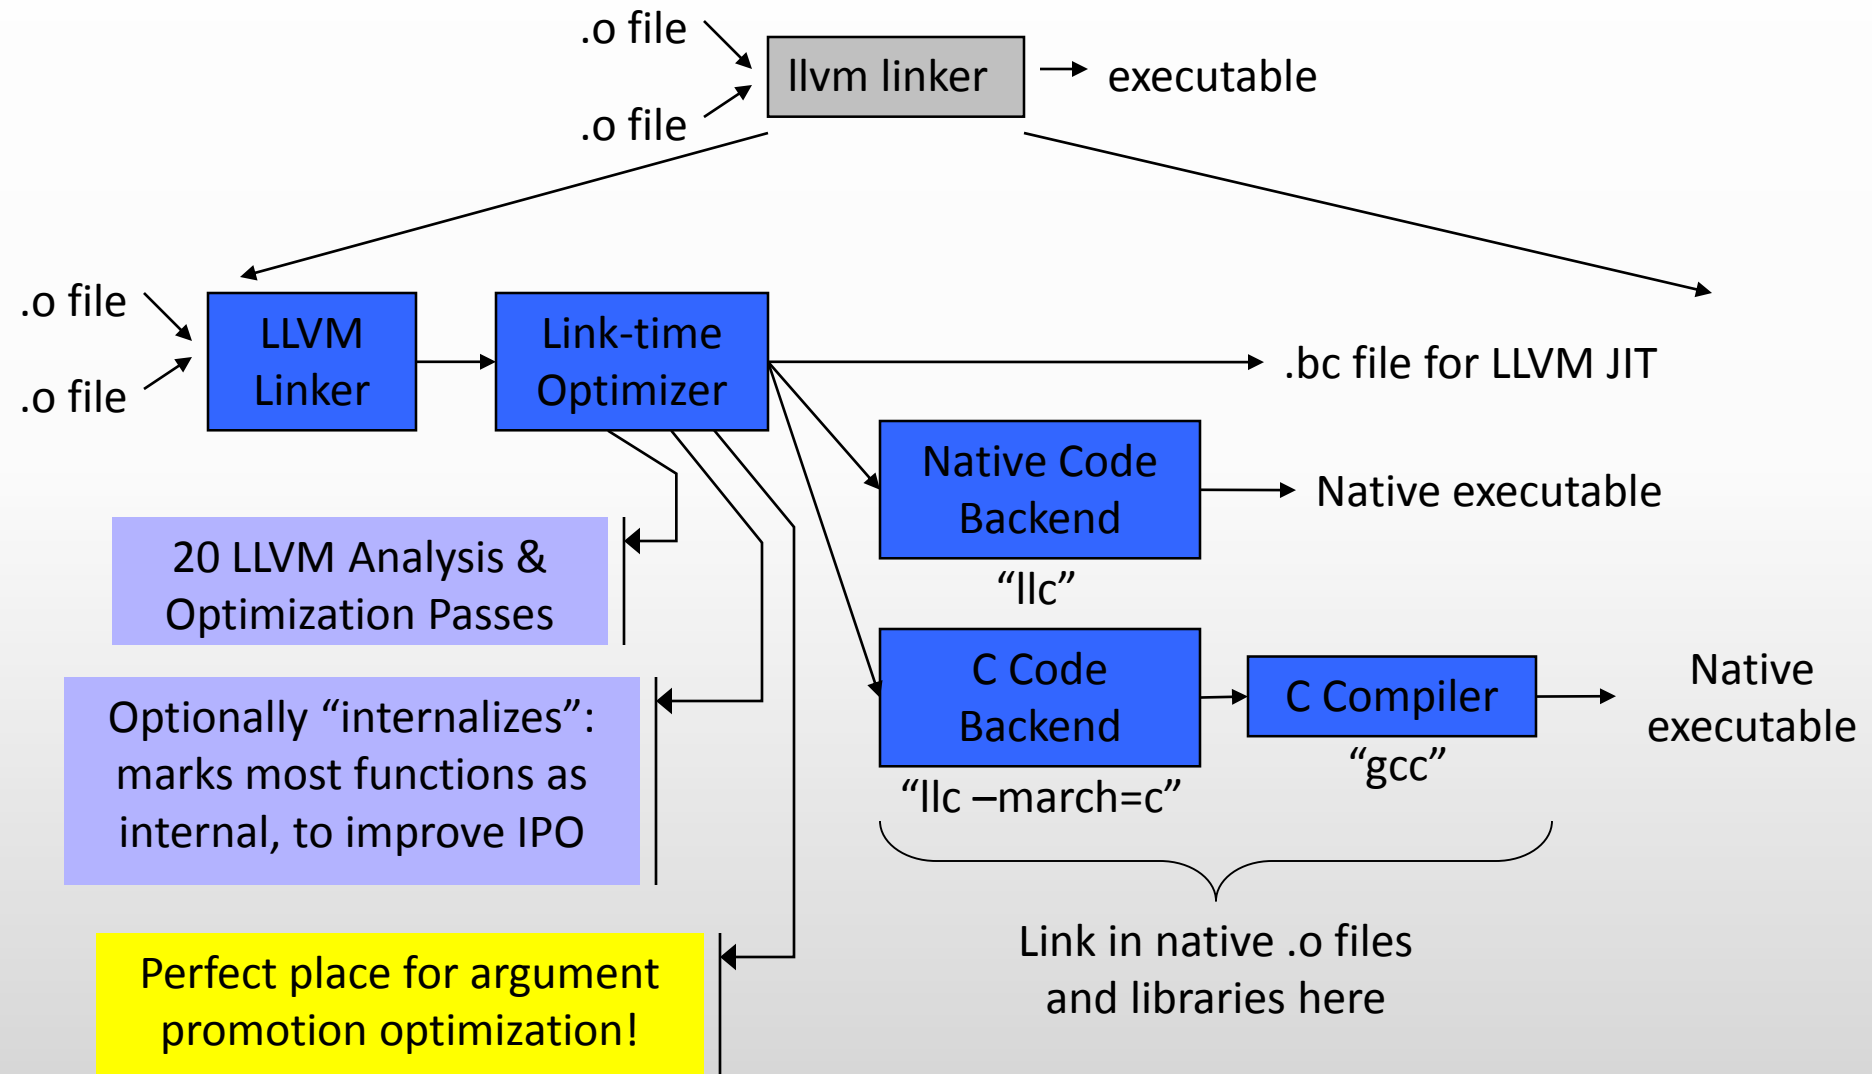 .o file
llvm linker
executable
.o file
.o file
.o file
LLVM
Linker
Link-time
Optimizer
.bc file for LLVM JIT
Native Code
Backend
“llc”
Native executable
20 LLVM Analysis &
Optimization Passes
C Code
Backend
“llc –march=c”
C Compiler
“gcc”
Native
executable
Optionally “internalizes”:
marks most functions as
internal, to improve IPO
Link in native .o files
and libraries here
Perfect place for argument
promotion optimization!